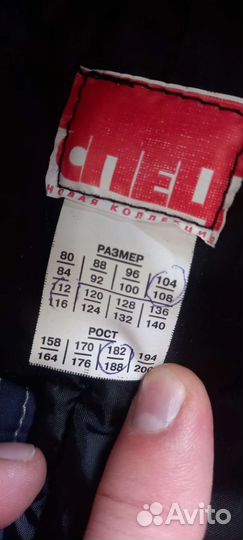 СПЕЦ
НОВАЯ КОЛЛЕКЦИЯ
РАЗМЕР
80 88 96 104
84 92 100 108
112 120 128 136
116 124 132 140
РОСТ
158 170 182 194
164 176 188 200
Avito